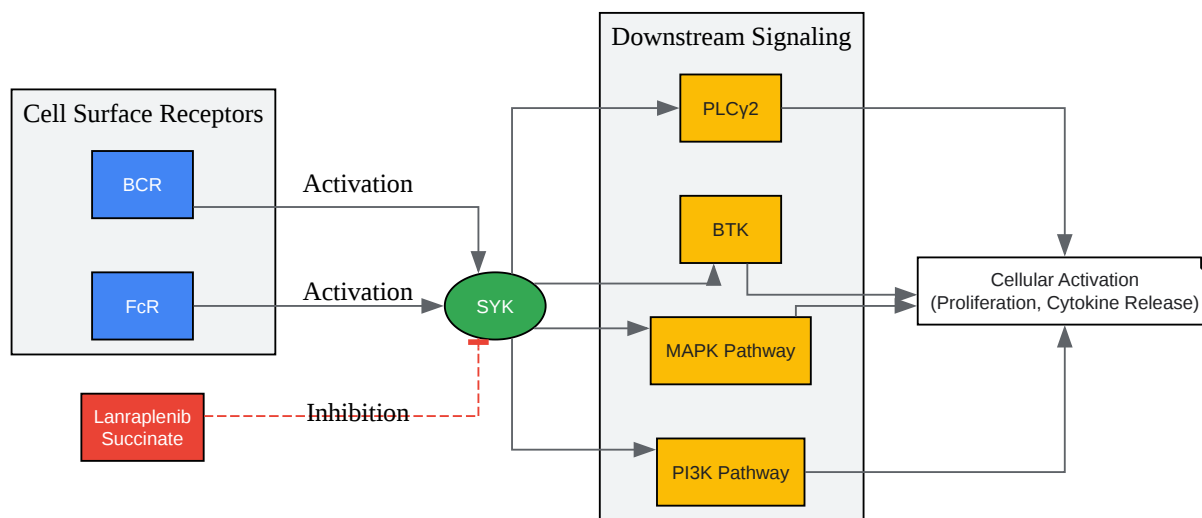 Downstream Signaling
Cell Surface Receptors
PLCγ2
BCR
Activation
BTK
FcR
Activation
SYK
Cellular Activation
(Proliferation, Cytokine Release)
MAPK Pathway
Lanraplenib
Succinate
Inhibition
PI3K Pathway